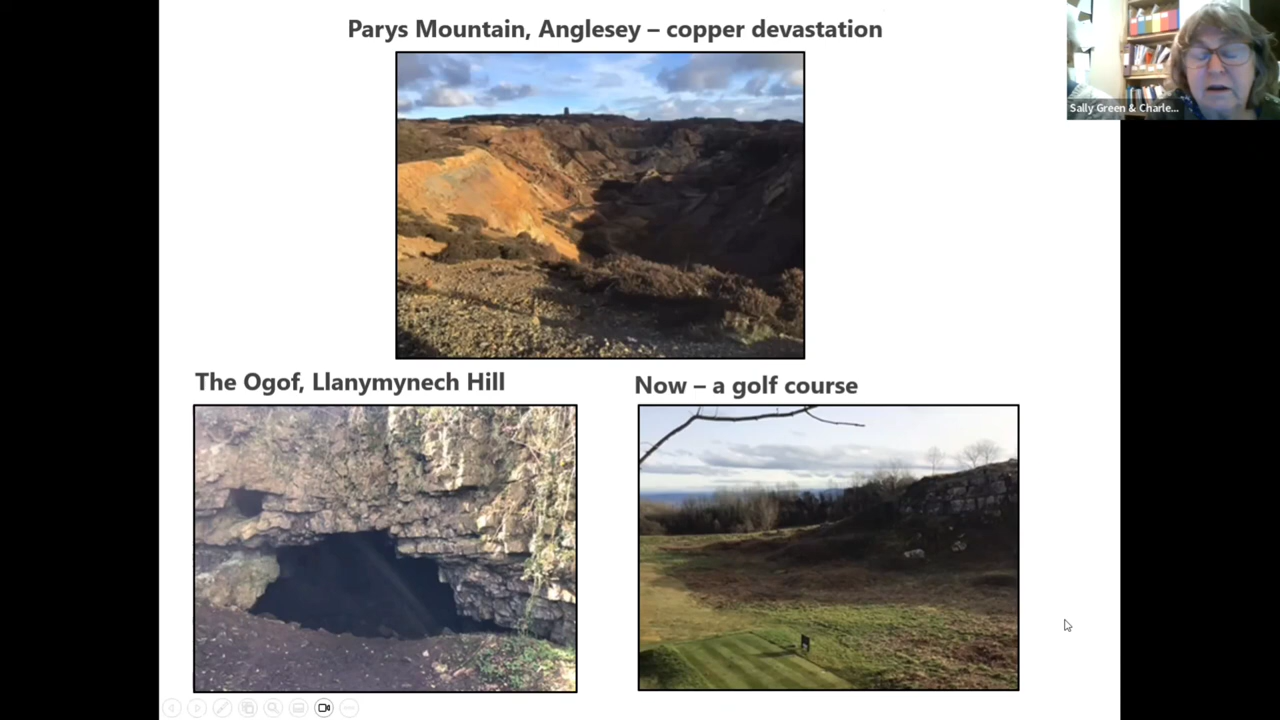 Parys Mountain, Anglesey – copper devastation
Sally Green & Charle...
The Ogof, Llanymynech Hill
Now – a golf course